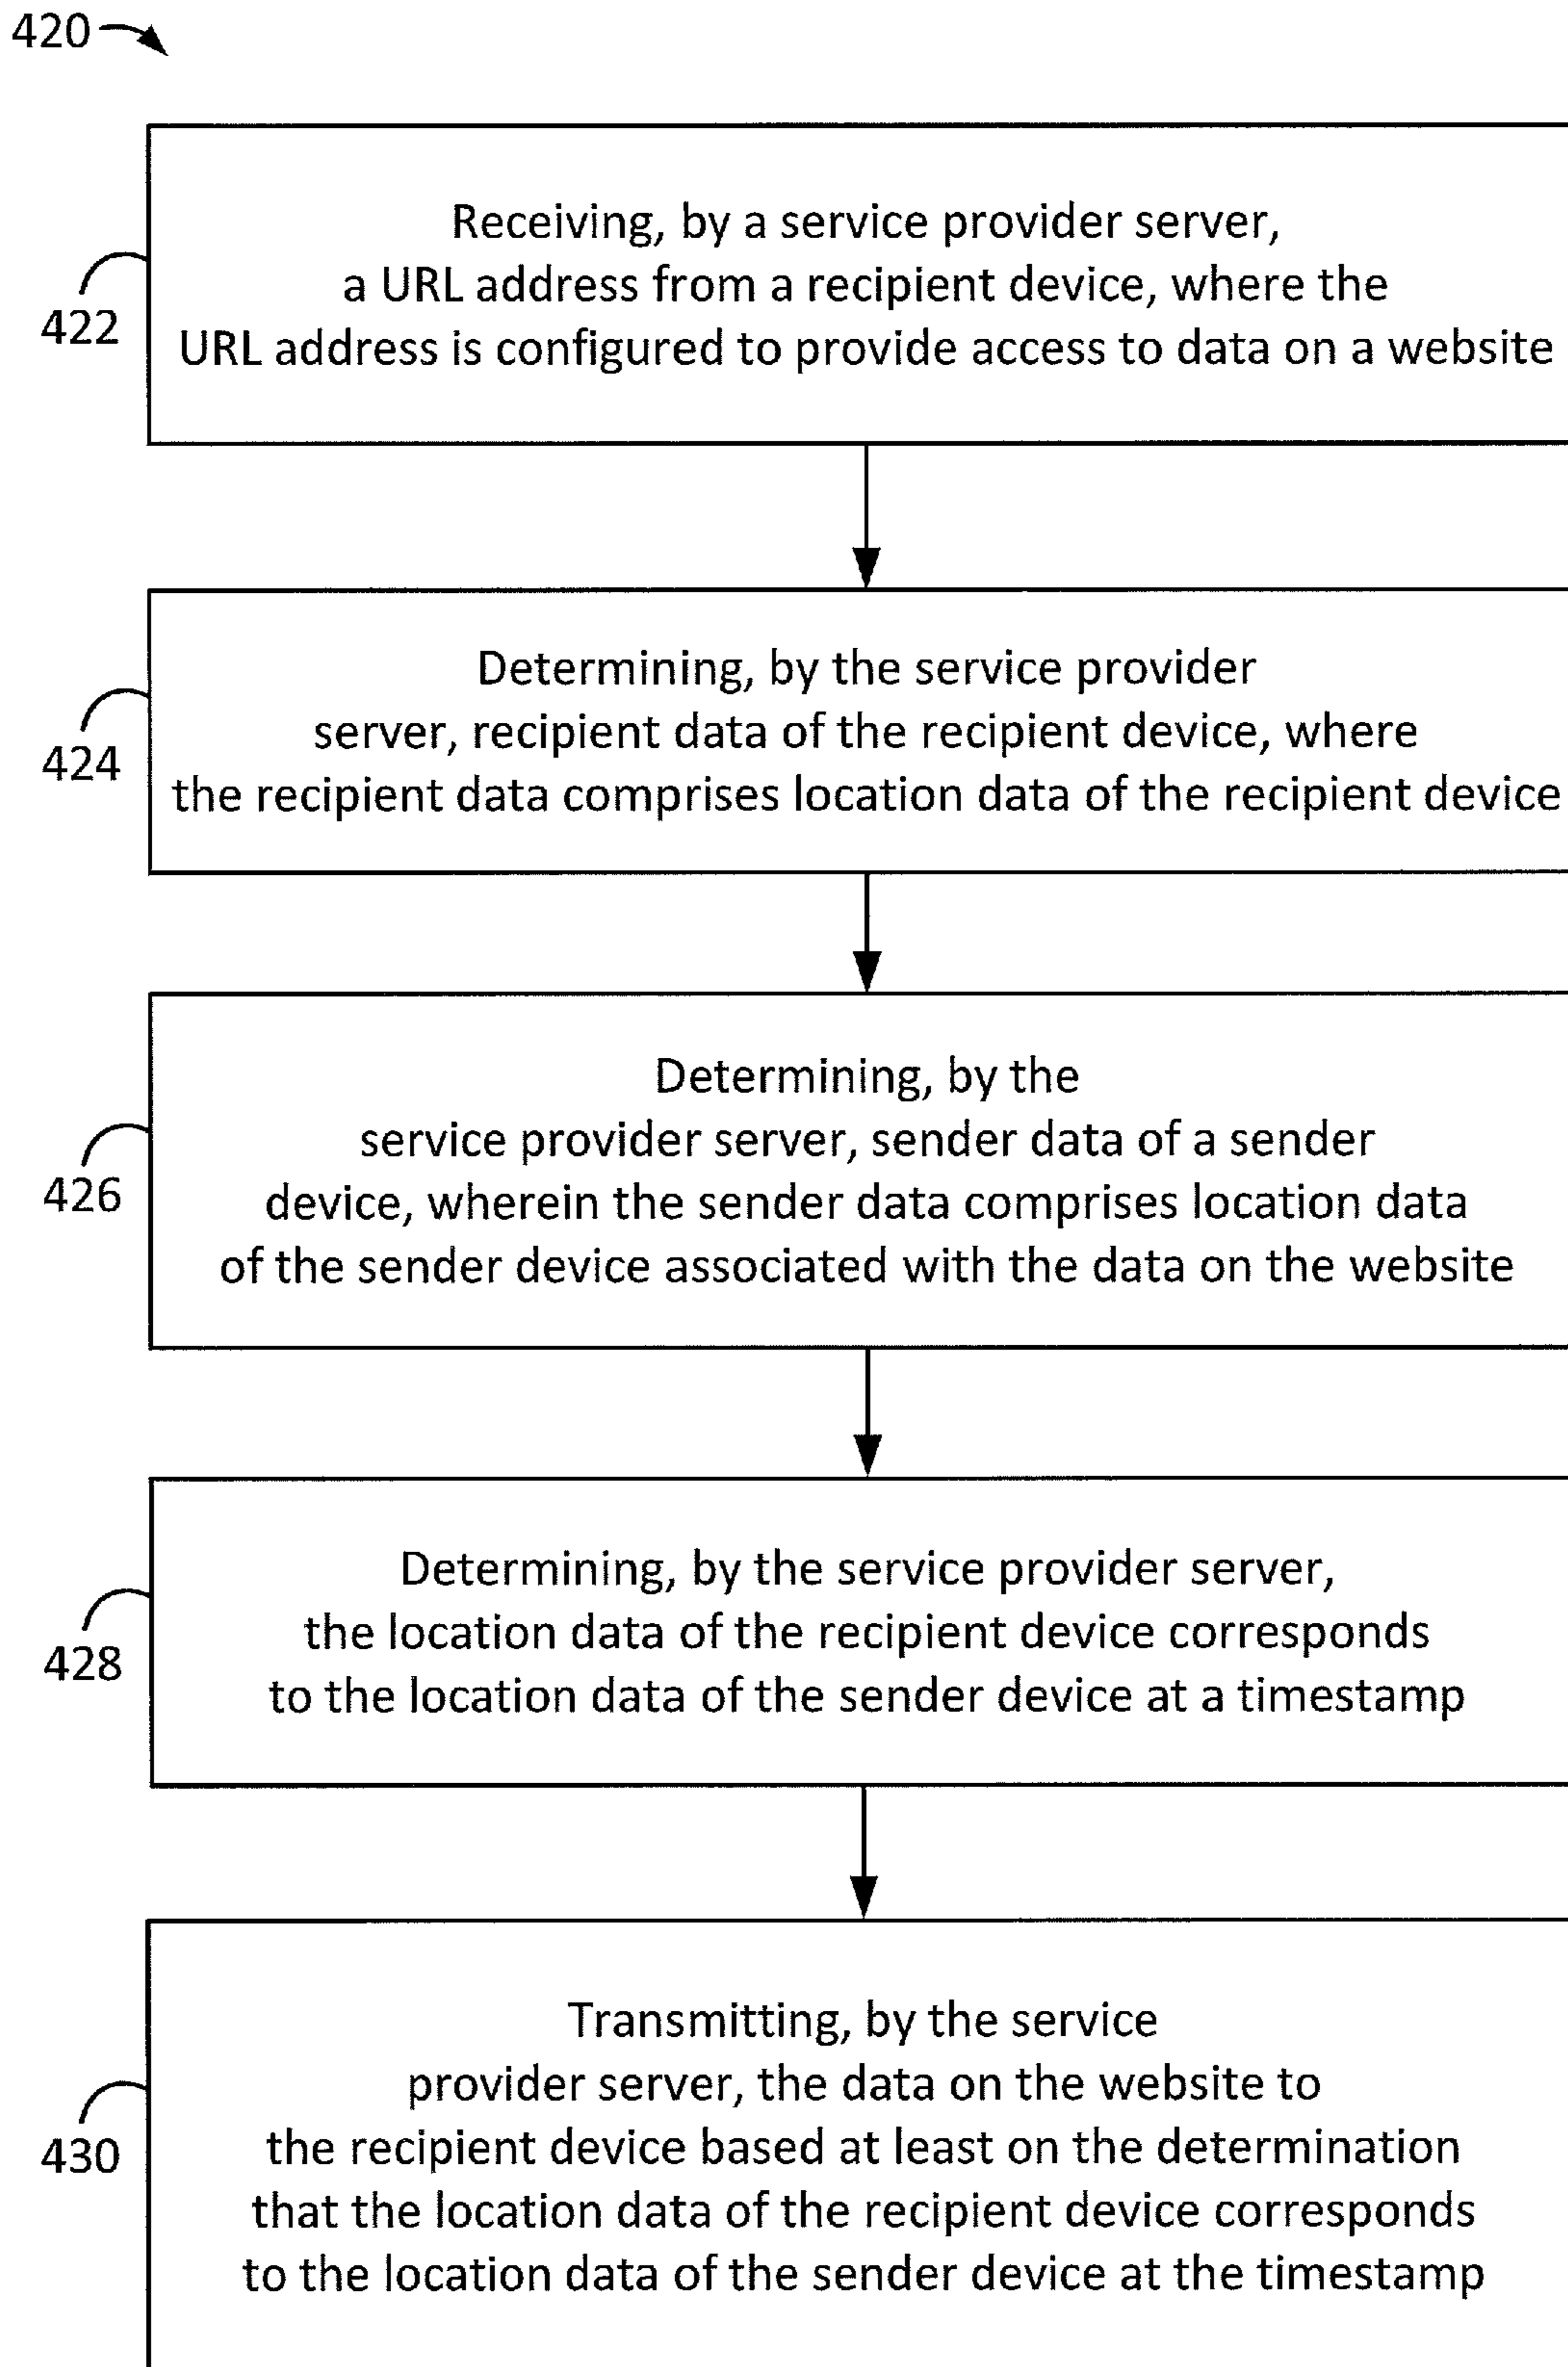 420
Receiving, by a service provider server,
a URL address from a recipient device, where the
URL address is configured to provide access to data on a website
422
Determining, by the service provider
server, recipient data of the recipient device, where
the recipient data comprises location data of the recipient device
424
Determining, by the
service provider server, sender data of a sender
device, wherein the sender data comprises location data
of the sender device associated with the data on the website
426
Determining, by the service provider server,
the location data of the recipient device corresponds
to the location data of the sender device at a timestamp
428
Transmitting, by the service
provider server, the data on the website to
the recipient device based at least on the determination
that the location data of the recipient device corresponds
to the location data of the sender device at the timestamp
430